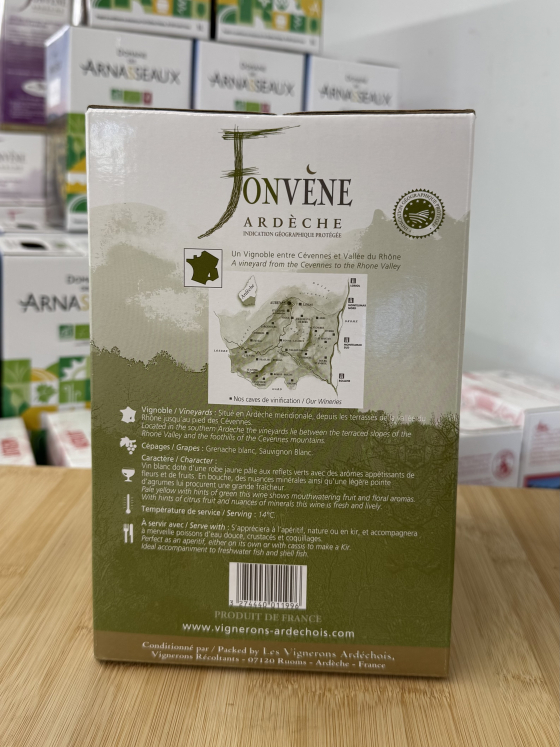 DOMAINE
DES
ARNASSEAUX
DOMAINE
DES
ARNASSEAUX
DOMAINE
DES
ARNASSEAUX
ARNAS
FONVÈNE
ARDÈCHE
INDICATION GÉOGRAPHIQUE PROTÉGÉE
Un Vignoble entre Cévennes et Vallée du Rhône
A vineyard from the Cevennes to the Rhone Valley
Ardèche
• Nos caves de vinification / Our Wineries
Vignoble / Vineyards : Situé en Ardèche méridionale, depuis les terrasses de la vallée du
Rhône jusqu'au pied des Cévennes.
Located in the southern Ardeche the vineyards lie between the terraced slopes of the
Rhone Valley and the foothills of the Cevennes mountains.
Cépages / Grapes : Grenache blanc, Sauvignon Blanc.
Caractère / Character :
Vin blanc doté d'une robe jaune pâle aux reflets verts avec des arômes appétissants de
fleurs et de fruits. En bouche, des nuances minérales ainsi qu'une légère pointe
d'agrumes lui procurent une grande fraîcheur.
Pale yellow with hints of green this wine shows mouthwatering fruit and floral aromas.
With hints of citrus fruit and nuances of minerals this wine is fresh and lively.
Température de service / Serving : 14°C.
À servir avec / Serve with : S'appréciera à l'apéritif, nature ou en kir, et accompagnera
à merveille poissons d'eau douce, crustacés et coquillages.
Perfect as an aperitif, either on its own or with cassis to make a Kir.
Ideal accompaniment to freshwater fish and shell fish.
3 274440 011996
PRODUIT DE FRANCE
www.vignerons-ardechois.com
Conditionné par / Packed by Les Vignerons Ardéchois,
Vignerons Récoltants - 07120 Ruoms - Ardèche - France